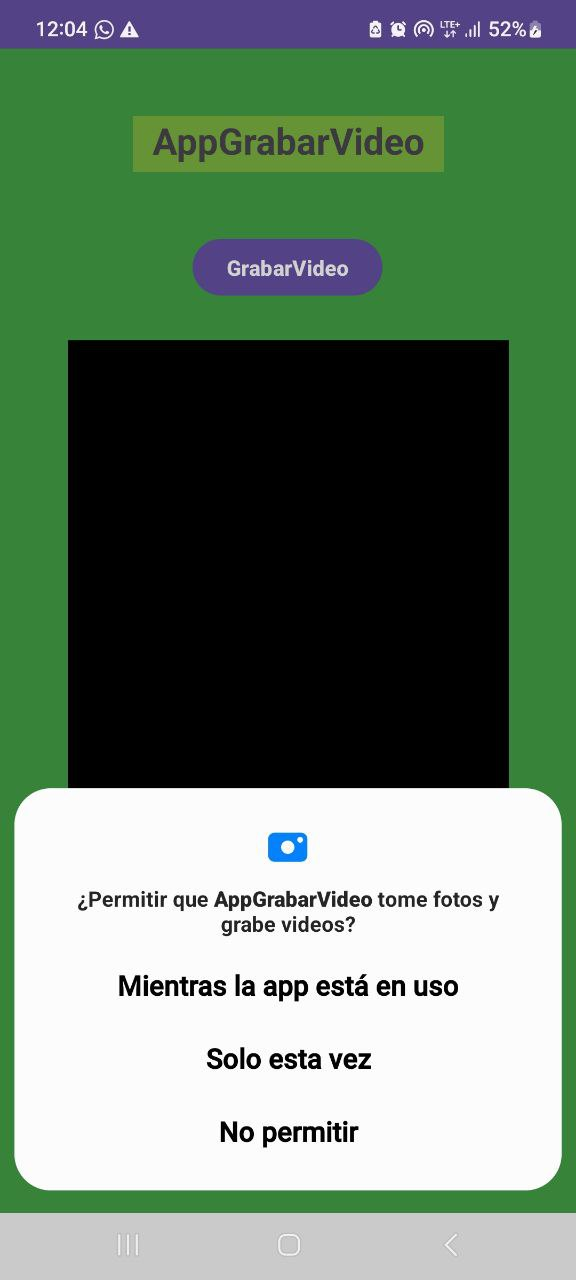 12:04 LTE+ 52%
AppGrabarVideo
GrabarVideo
¿Permitir que AppGrabarVideo tome fotos y
grabe videos?
Mientras la app está en uso
Solo esta vez
No permitir